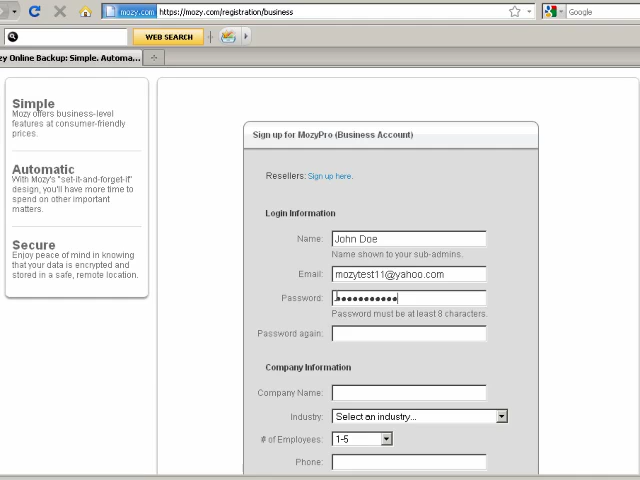 mozy.com https://mozy.com/registration/business
Google
WEB SEARCH
zy Online Backup: Simple. Automa...
Simple
Mozy offers business-level
features at consumer-friendly
prices.
Automatic
With Mozy's "set-it-and-forget-it"
design, you'll have more time to
spend on other important
matters.
Secure
Enjoy peace of mind in knowing
that your data is encrypted and
stored in a safe, remote location.
Sign up for MozyPro (Business Account)
Resellers: Sign up here.
Login Information
Name: John Doe
Name shown to your sub-admins.
Email: mozytest11@yahoo.com
Password: ●●●●●●●●●●●
Password must be at least 8 characters.
Password again:
Company Information
Company Name:
Industry: Select an industry...
# of Employees: 1-5
Phone: